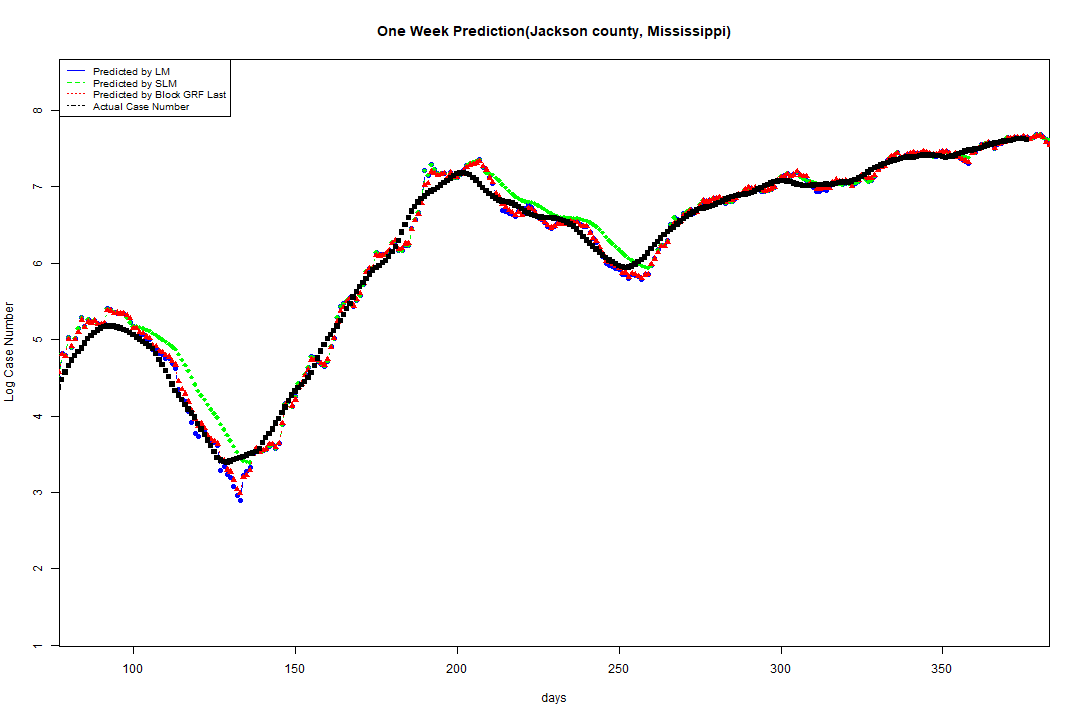 One Week Prediction(Jackson county, Mississippi)
Predicted by LM
Predicted by SLM
Predicted by Block GRF Last
Actual Case Number
8
7
6
5
4
3
2
1
Log Case Number
100 150 200 250 300 350
days